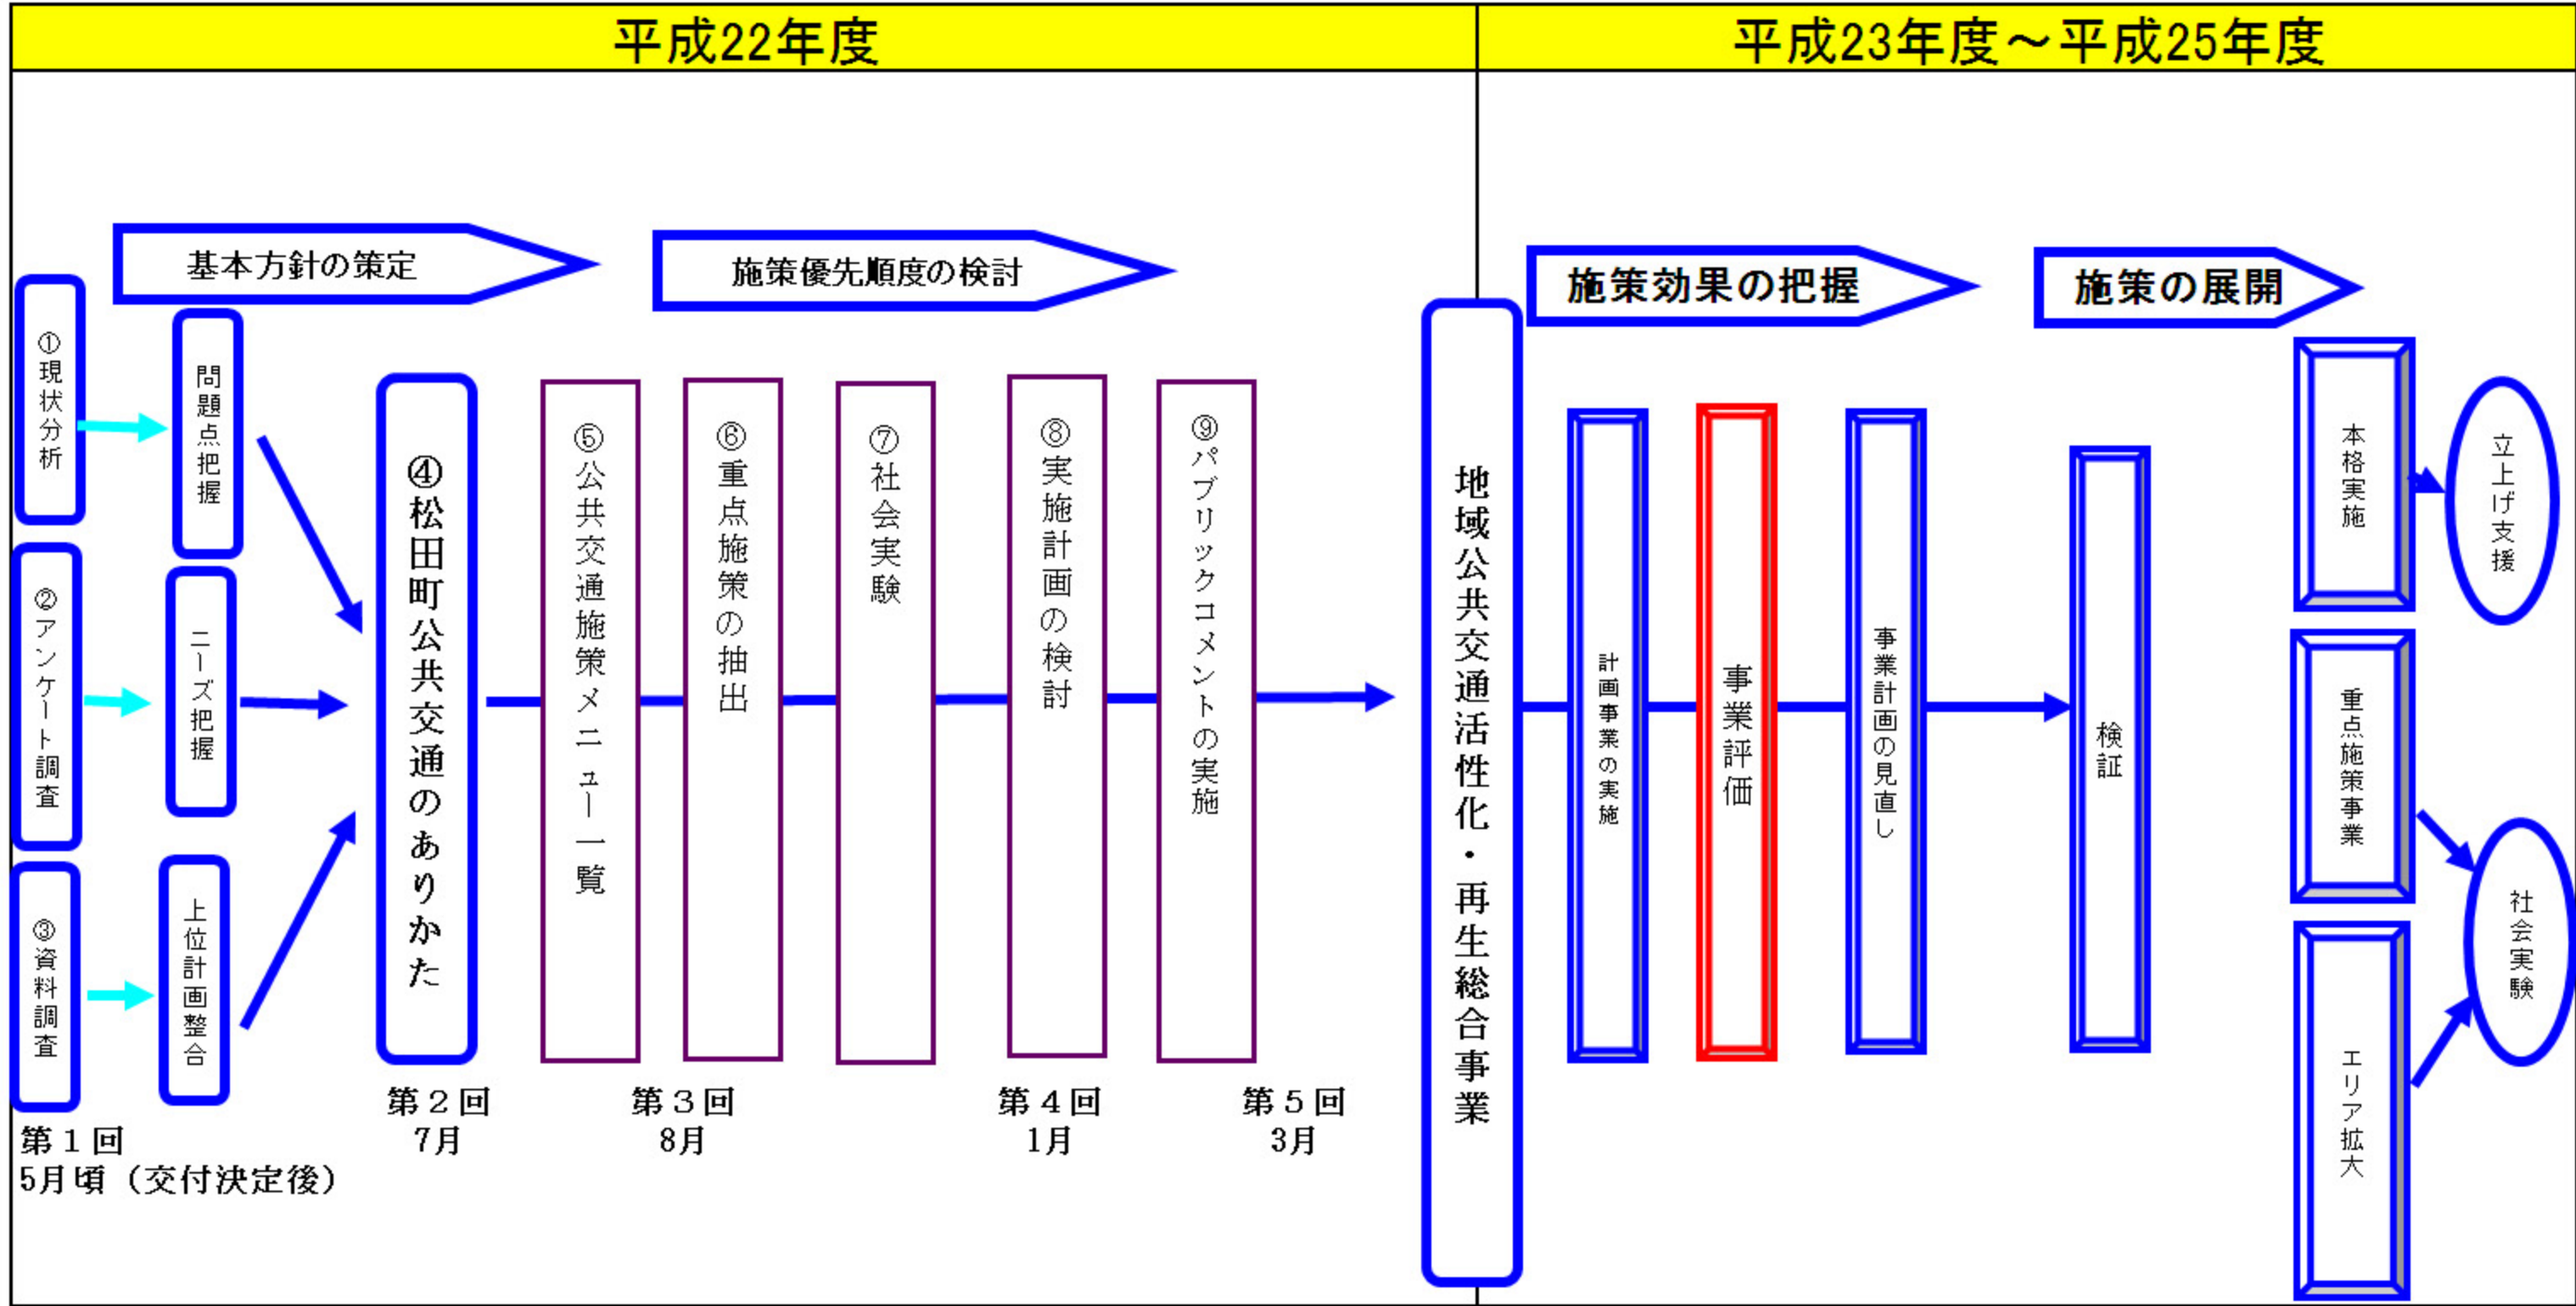 平成22年度
平成23年度～平成25年度
基本方針の策定
施策優先順度の検討
施策効果の把握
施策の展開
①現状分析
問題点把握
②アンケート調査
ニーズ把握
③資料調査
上位計画整合
④松田町公共交通のありかた
⑤公共交通施策メニュー一覧
⑥重点施策の抽出
⑦社会実験
⑧実施計画の検討
⑨パブリックコメントの実施
地域公共交通活性化・再生総合事業
計画事業の実施
事業評価
事業計画の見直し
検証
本格実施
立上げ支援
重点施策事業
社会実験
エリア拡大
第１回
5月頃（交付決定後）
第２回
7月
第３回
8月
第４回
1月
第５回
3月